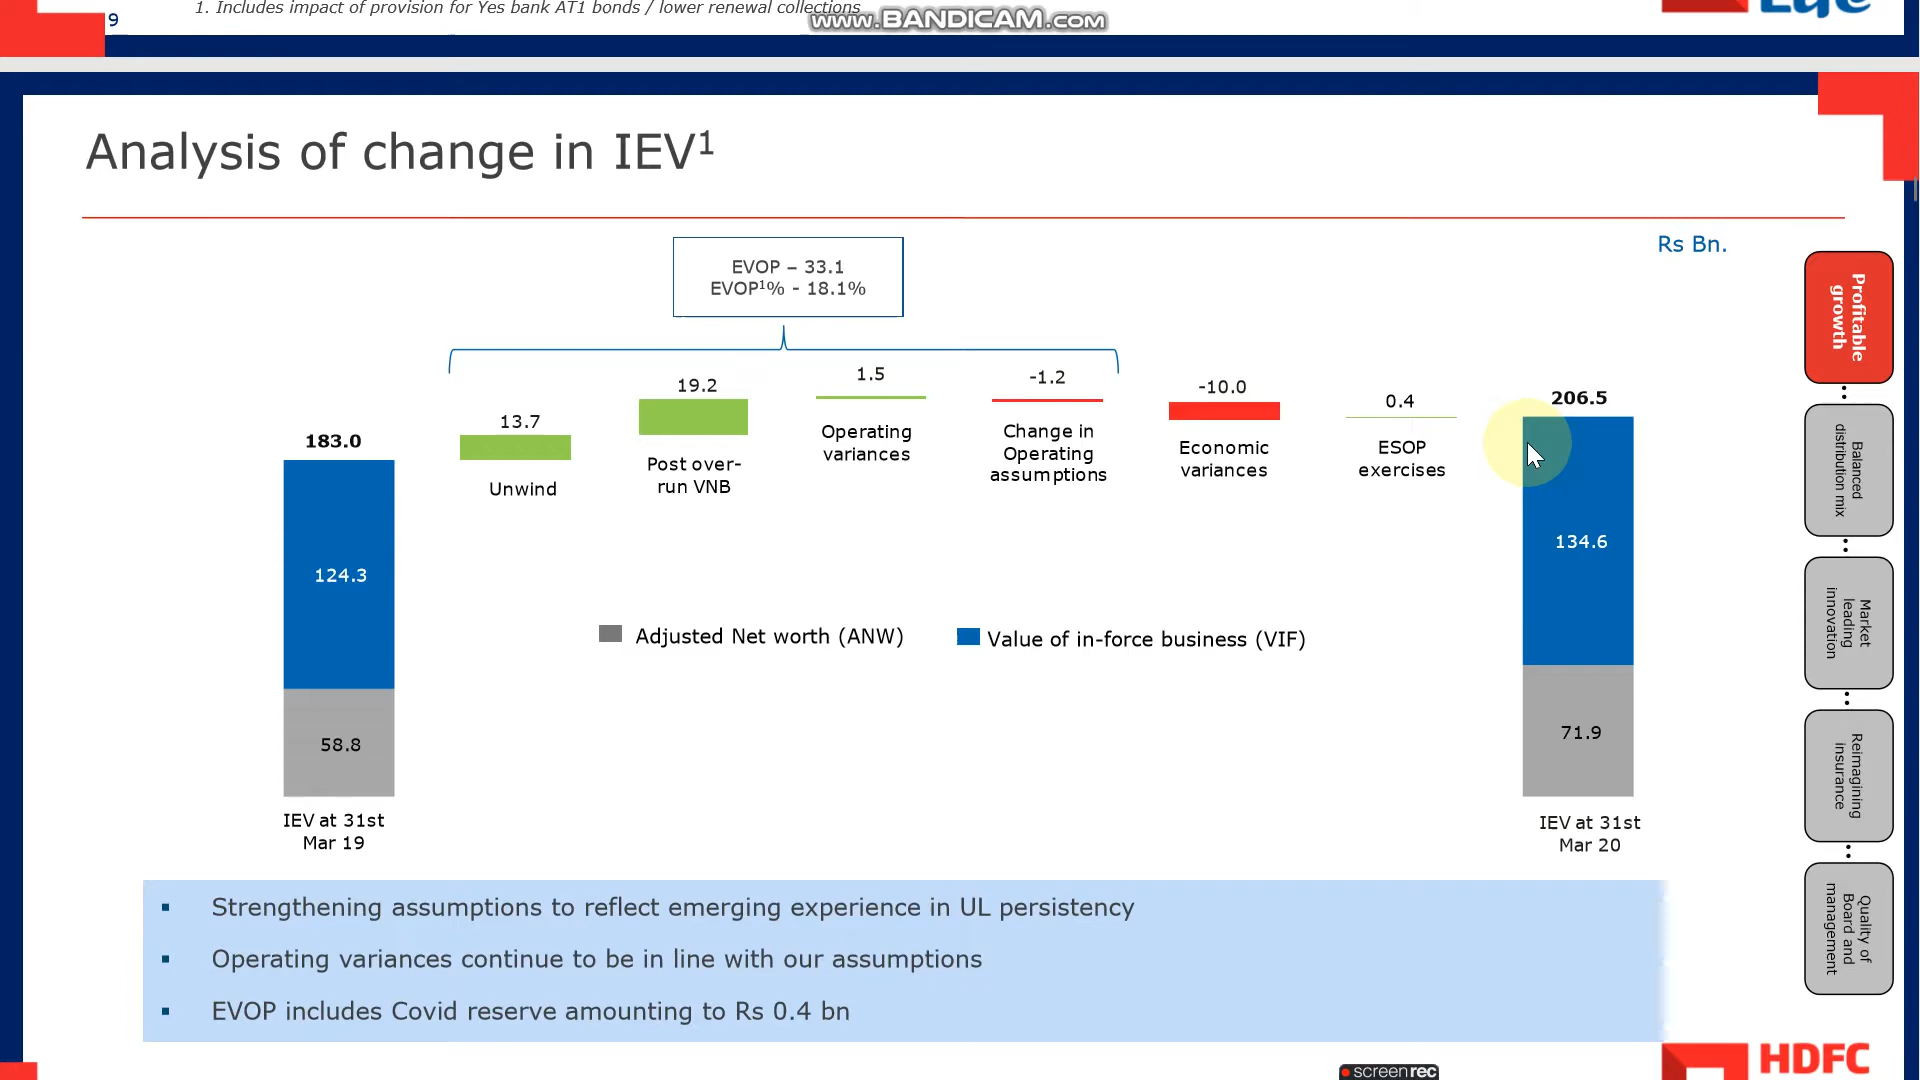 1. Includes impact of provision for Yes bank AT1 bonds / lower renewal collections
9
www.BANDICAM.com
Life
Analysis of change in IEV¹
Rs Bn.
EVOP – 33.1
EVOP¹% - 18.1%
183.0
13.7
19.2
1.5
-1.2
-10.0
0.4
206.5
Unwind
Post over-
run VNB
Operating
variances
Change in
Operating
assumptions
Economic
variances
ESOP
exercises
124.3
58.8
134.6
71.9
Adjusted Net worth (ANW)
Value of in-force business (VIF)
IEV at 31st
Mar 19
IEV at 31st
Mar 20
Profitable
growth
Balanced
distribution mix
Market
leading
innovation
Reimagining
insurance
Quality of
Board and
management
▪ Strengthening assumptions to reflect emerging experience in UL persistency
▪ Operating variances continue to be in line with our assumptions
▪ EVOP includes Covid reserve amounting to Rs 0.4 bn
screenrec
HDFC